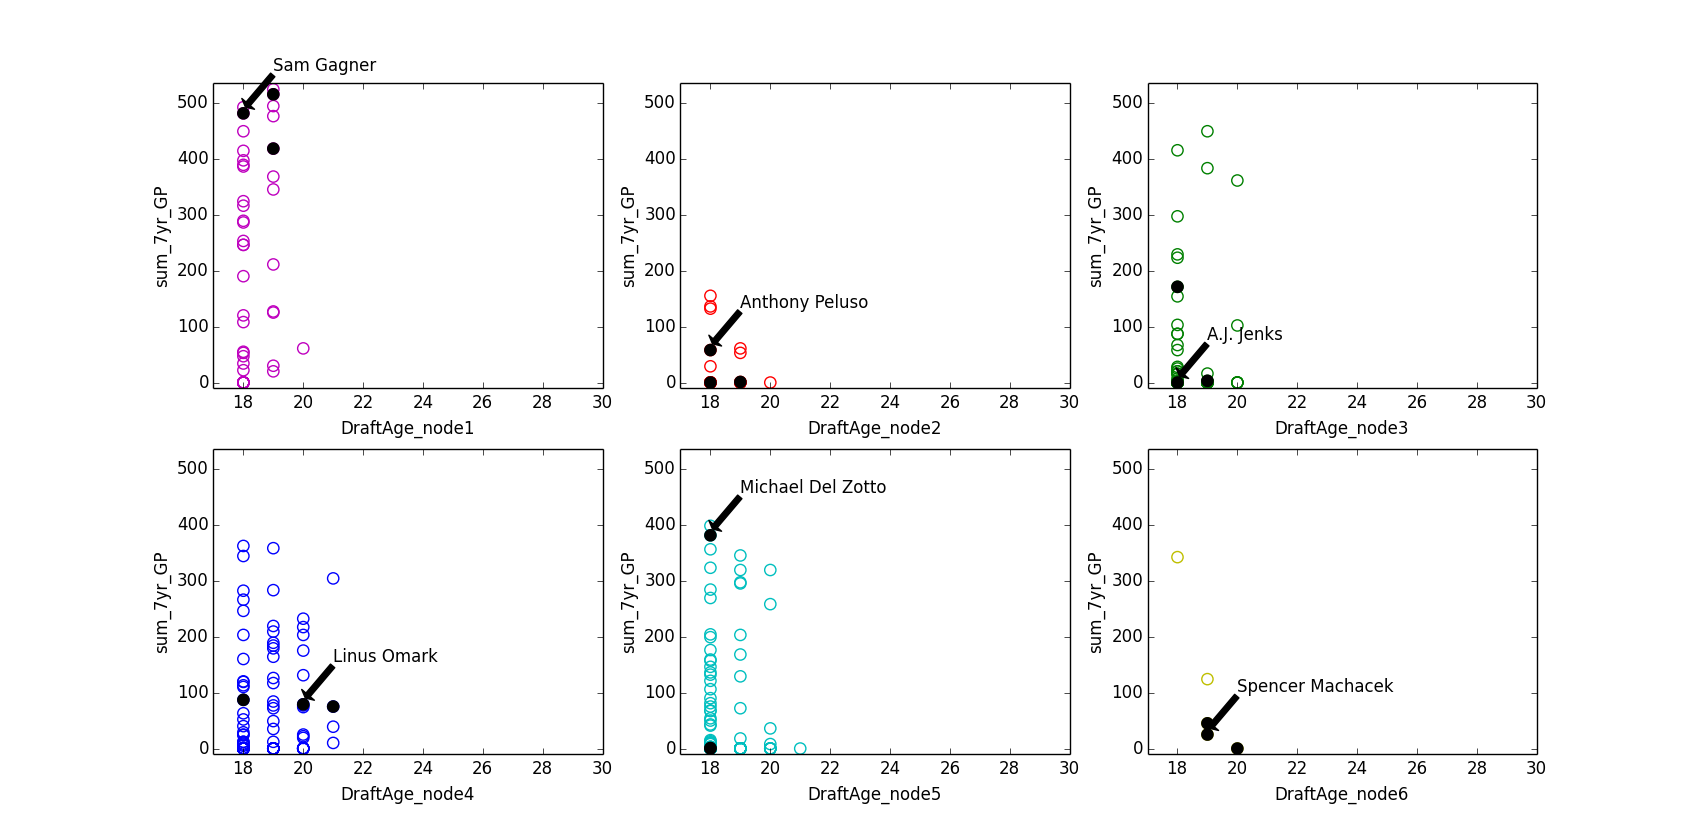 Sam Gagner
500
400
300
200
100
0
sum_7yr_GP
18 20 22 24 26 28 30
DraftAge_node1
500
400
300
200
100
0
sum_7yr_GP
Anthony Peluso
18 20 22 24 26 28 30
DraftAge_node2
500
400
300
200
100
0
sum_7yr_GP
A.J. Jenks
18 20 22 24 26 28 30
DraftAge_node3
500
400
300
200
100
0
sum_7yr_GP
Linus Omark
18 20 22 24 26 28 30
DraftAge_node4
500
400
300
200
100
0
sum_7yr_GP
Michael Del Zotto
18 20 22 24 26 28 30
DraftAge_node5
500
400
300
200
100
0
sum_7yr_GP
Spencer Machacek
18 20 22 24 26 28 30
DraftAge_node6